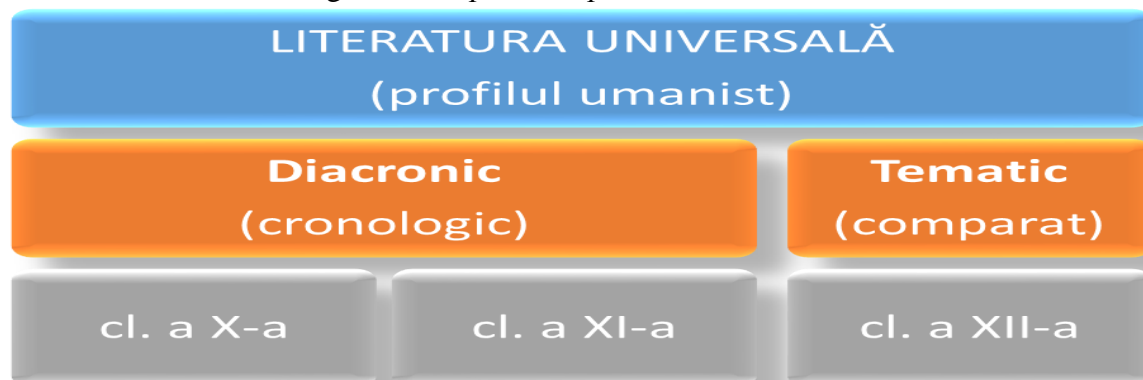 LITERATURA UNIVERSALĂ
(profilul umanist)
Diacronic
(cronologic)
Tematic
(comparat)
cl. a X-a
cl. a XI-a
cl. a XII-a